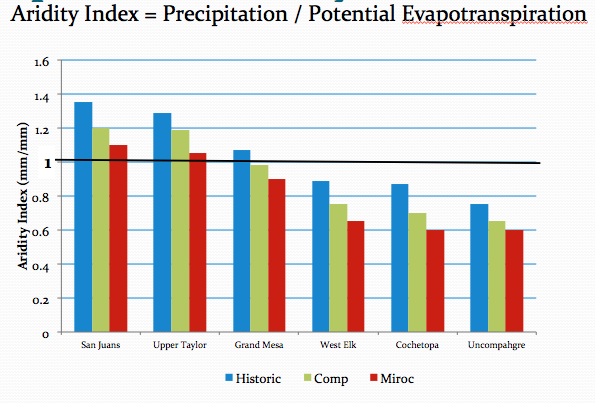 Aridity Index = Precipitation / Potential Evapotranspiration
1.6
1.4
1.2
1
0.8
0.6
0.4
0.2
0
Aridity Index (mm/mm)
San Juans
Upper Taylor
Grand Mesa
West Elk
Cochetopa
Uncompahgre
Historic
Comp
Miroc